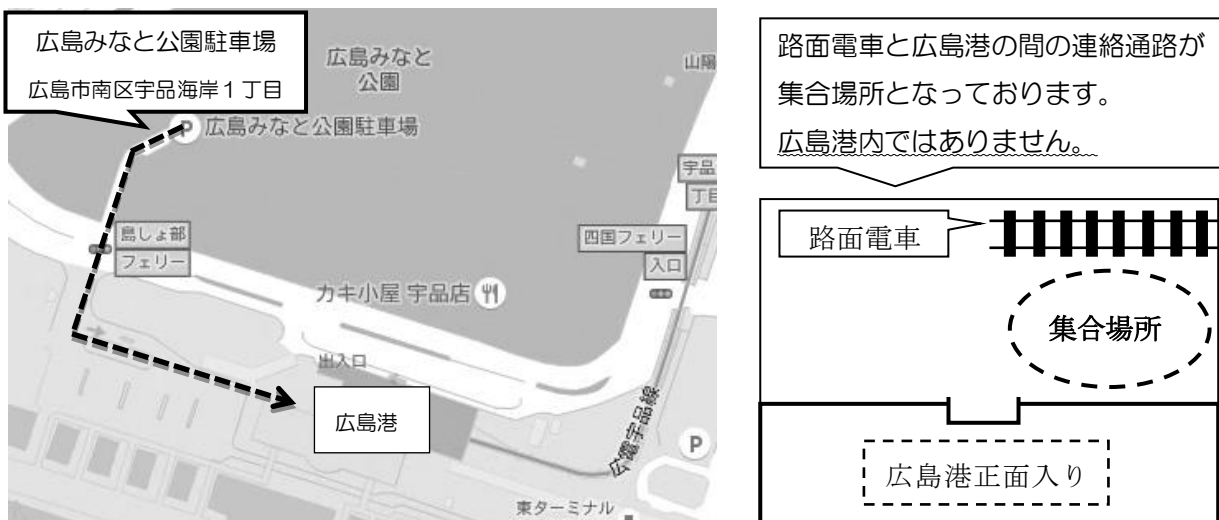 広島みなと公園駐車場
広島市南区宇品海岸１丁目
広島みなと
公園
P 広島みなと公園駐車場
山陽
宇品
丁目
島しょ部
フェリー
四国フェリー
入口
カキ小屋 宇品店
出入口
広島港
広電宇品線
P
東ターミナル
路面電車と広島港の間の連絡通路が
集合場所となっております。
広島港内ではありません。
路面電車
集合場所
広島港正面入り